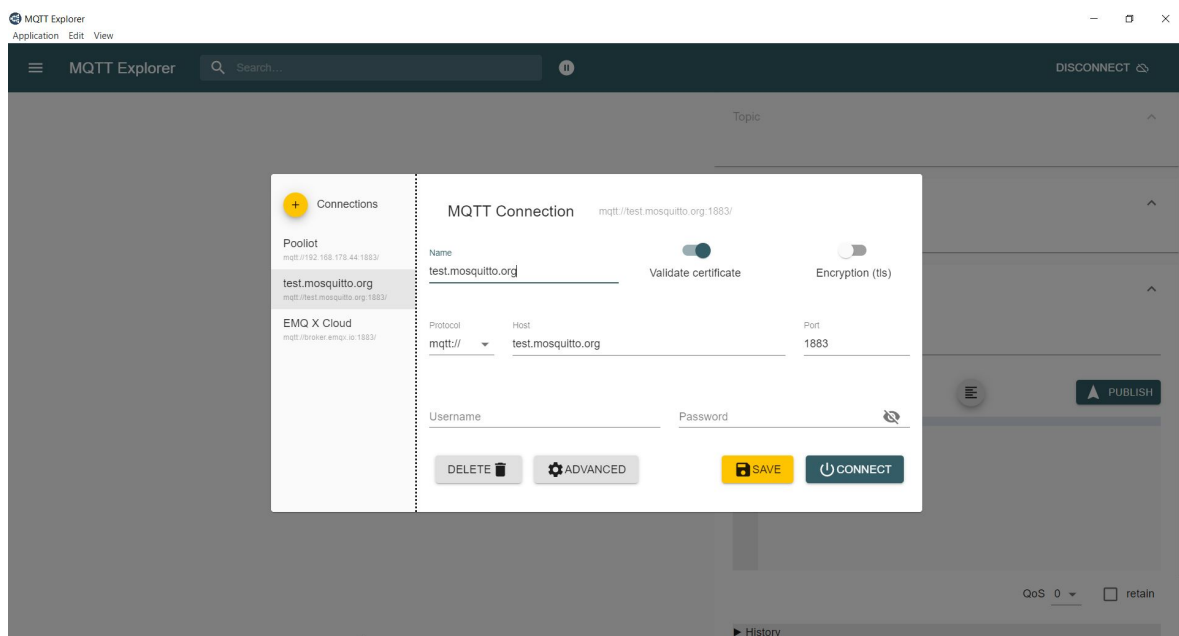 MQTT Explorer
Application Edit View
MQTT Explorer
Search...
DISCONNECT
Topic
Connections
Pooliot
mqtt://192.168.178.44:1883/
test.mosquitto.org
mqtt://test.mosquitto.org:1883/
EMQ X Cloud
mqtt://broker.emqx.io:1883/
MQTT Connection mqtt://test.mosquitto.org:1883/
Name
test.mosquitto.org
Validate certificate
Encryption (tls)
Protocol Host Port
mqtt:// test.mosquitto.org 1883
Username Password
DELETE ADVANCED SAVE CONNECT
PUBLISH
QoS 0 retain
History